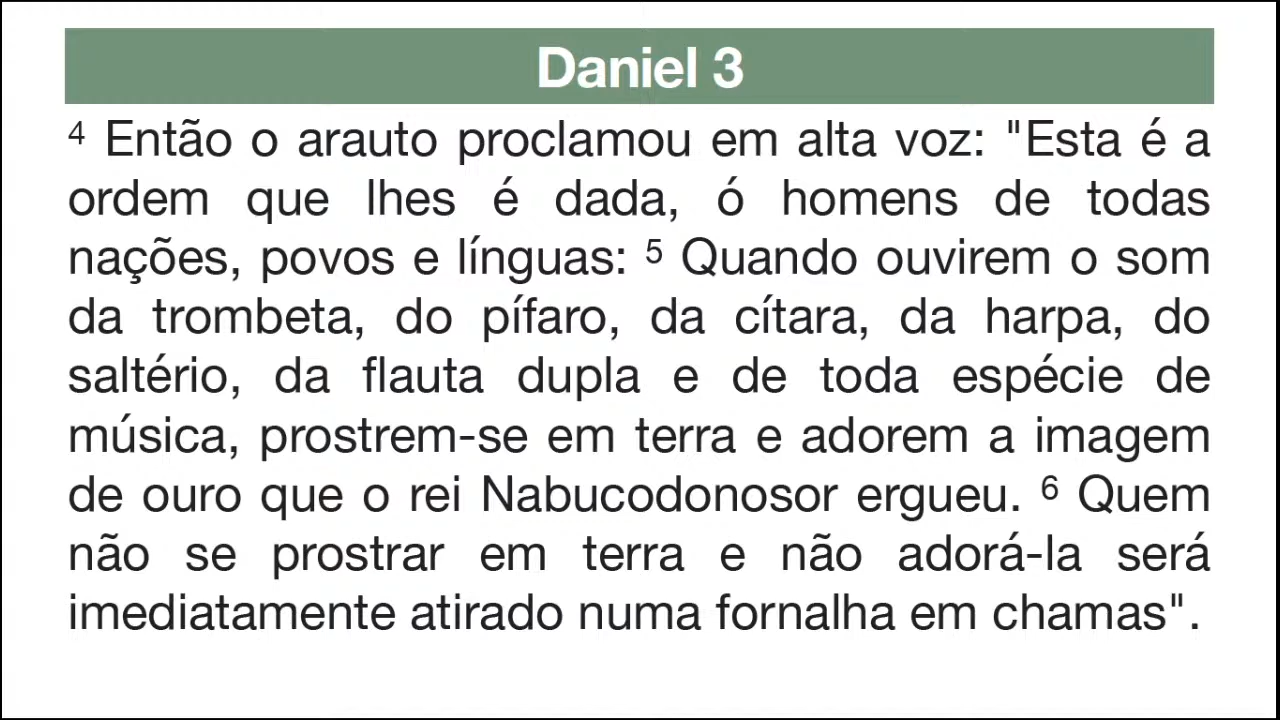 Daniel 3
4 Então o arauto proclamou em alta voz: "Esta é a
ordem que lhes é dada, ó homens de todas
nações, povos e línguas: 5 Quando ouvirem o som
da trombeta, do pífaro, da cítara, da harpa, do
saltério, da flauta dupla e de toda espécie de
música, prostrem-se em terra e adorem a imagem
de ouro que o rei Nabucodonosor ergueu. 6 Quem
não se prostrar em terra e não adorá-la será
imediatamente atirado numa fornalha em chamas".